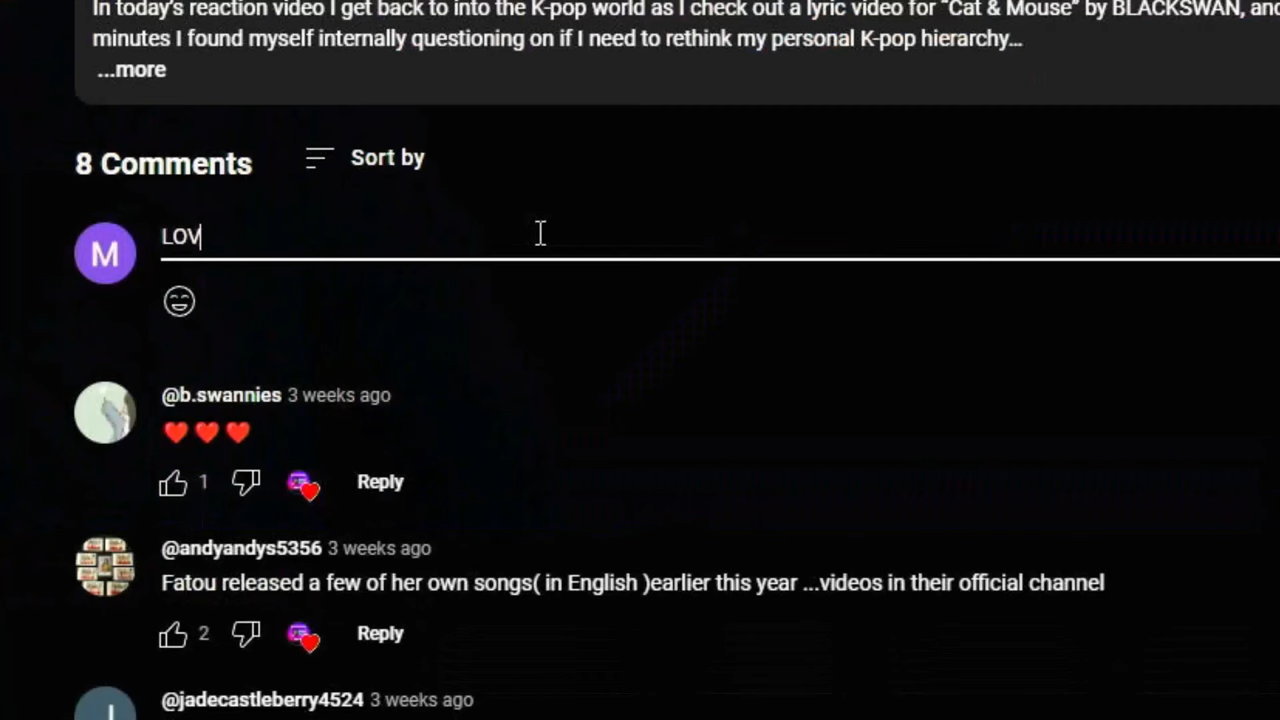 In today's reaction video I get back to into the K-pop world as I check out a lyric video for "Cat & Mouse" by BLACKSWAN, and
minutes I found myself internally questioning on if I need to rethink my personal K-pop hierarchy…
...more
8 Comments
Sort by
M
LOV
@b.swannies 3 weeks ago
1
Reply
@andyandys5356 3 weeks ago
Fatou released a few of her own songs( in English )earlier this year ...videos in their official channel
2
Reply
@jadecastleberry4524 3 weeks ago
J